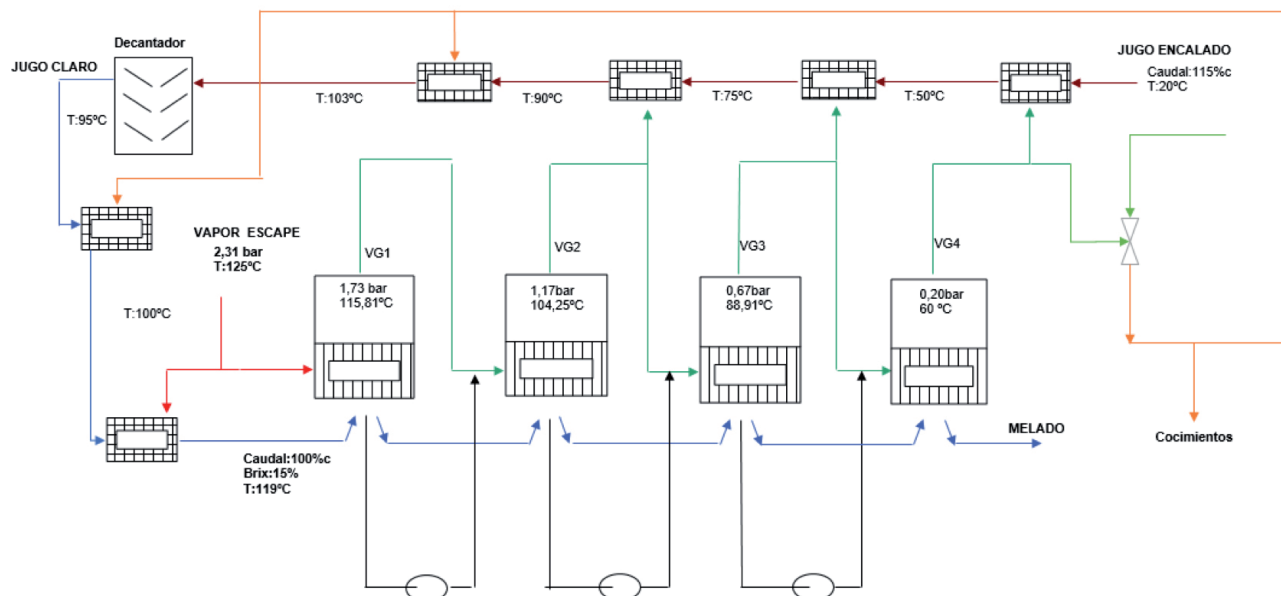 Decantador
JUGO CLARO
JUGO ENCALADO
Caudal:115%c
T:20ºC
T:103ºC
T:90ºC
T:75ºC
T:50ºC
T:95ºC
VAPOR ESCAPE
2,31 bar
T:125ºC
VG1
VG2
VG3
VG4
1,73 bar
115,81ºC
1,17bar
104,25ºC
0,67bar
88,91ºC
0,20bar
60 ºC
T:100ºC
MELADO
Cocimientos
Caudal:100%c
Brix:15%
T:119ºC